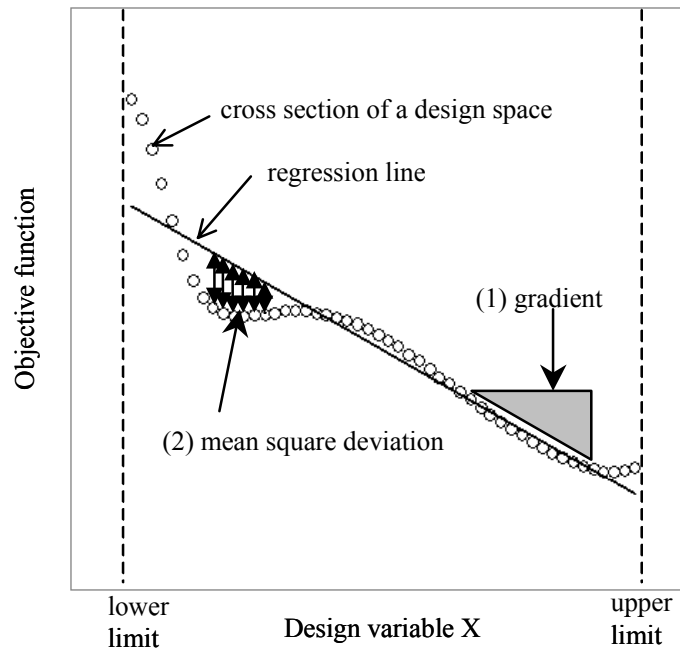 cross section of a design space
regression line
(1) gradient
(2) mean square deviation
Objective function
lower
limit
Design variable X
upper
limit